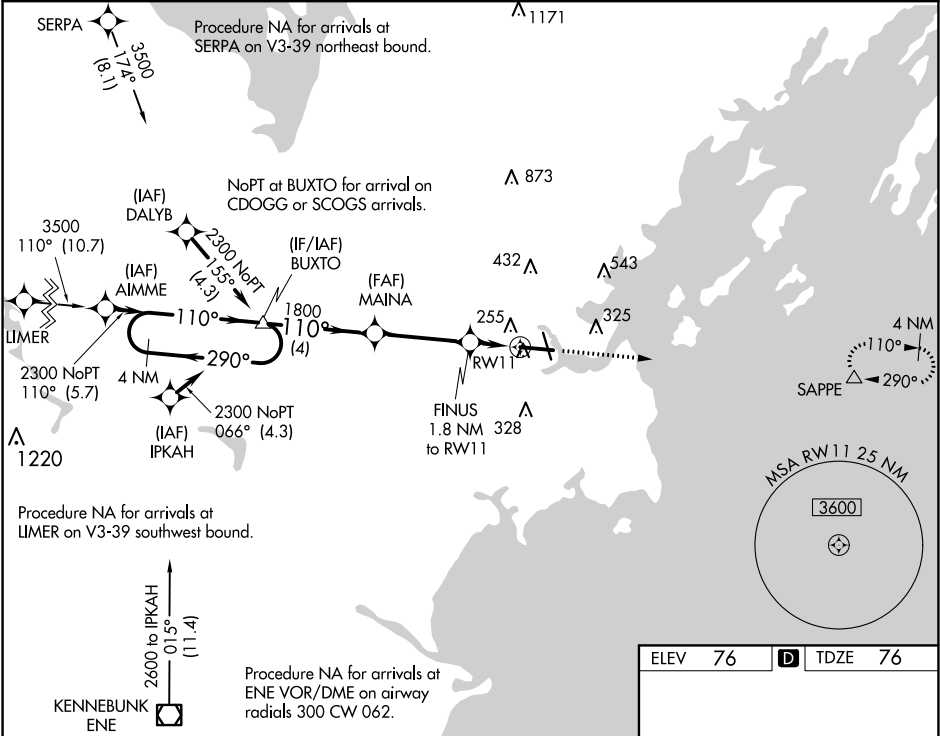 SERPA
3500
174°
(8.1)
Procedure NA for arrivals at
SERPA on V3-39 northeast bound.
1171
873
NoPT at BUXTO for arrival on
CDOGG or SCOGS arrivals.
(IAF)
DALYB
2300 NoPT
155°
(4.3)
3500
110° (10.7)
(IAF)
AIMME
(IF/IAF)
BUXTO
(FAF)
MAINA
432
543
LIMER
110°
1800
110°
(4)
255
325
RW11
290°
4 NM
2300 NoPT
110° (5.7)
(IAF)
IPKAH
2300 NoPT
066° (4.3)
FINUS
1.8 NM
to RW11
328
4 NM
110°
SAPPE
290°
1220
MSA RW11 25 NM
3600
Procedure NA for arrivals at
LIMER on V3-39 southwest bound.
2600 to IPKAH
015°
(11.4)
KENNEBUNK
ENE
Procedure NA for arrivals at
ENE VOR/DME on airway
radials 300 CW 062.
ELEV 76 D TDZE 76